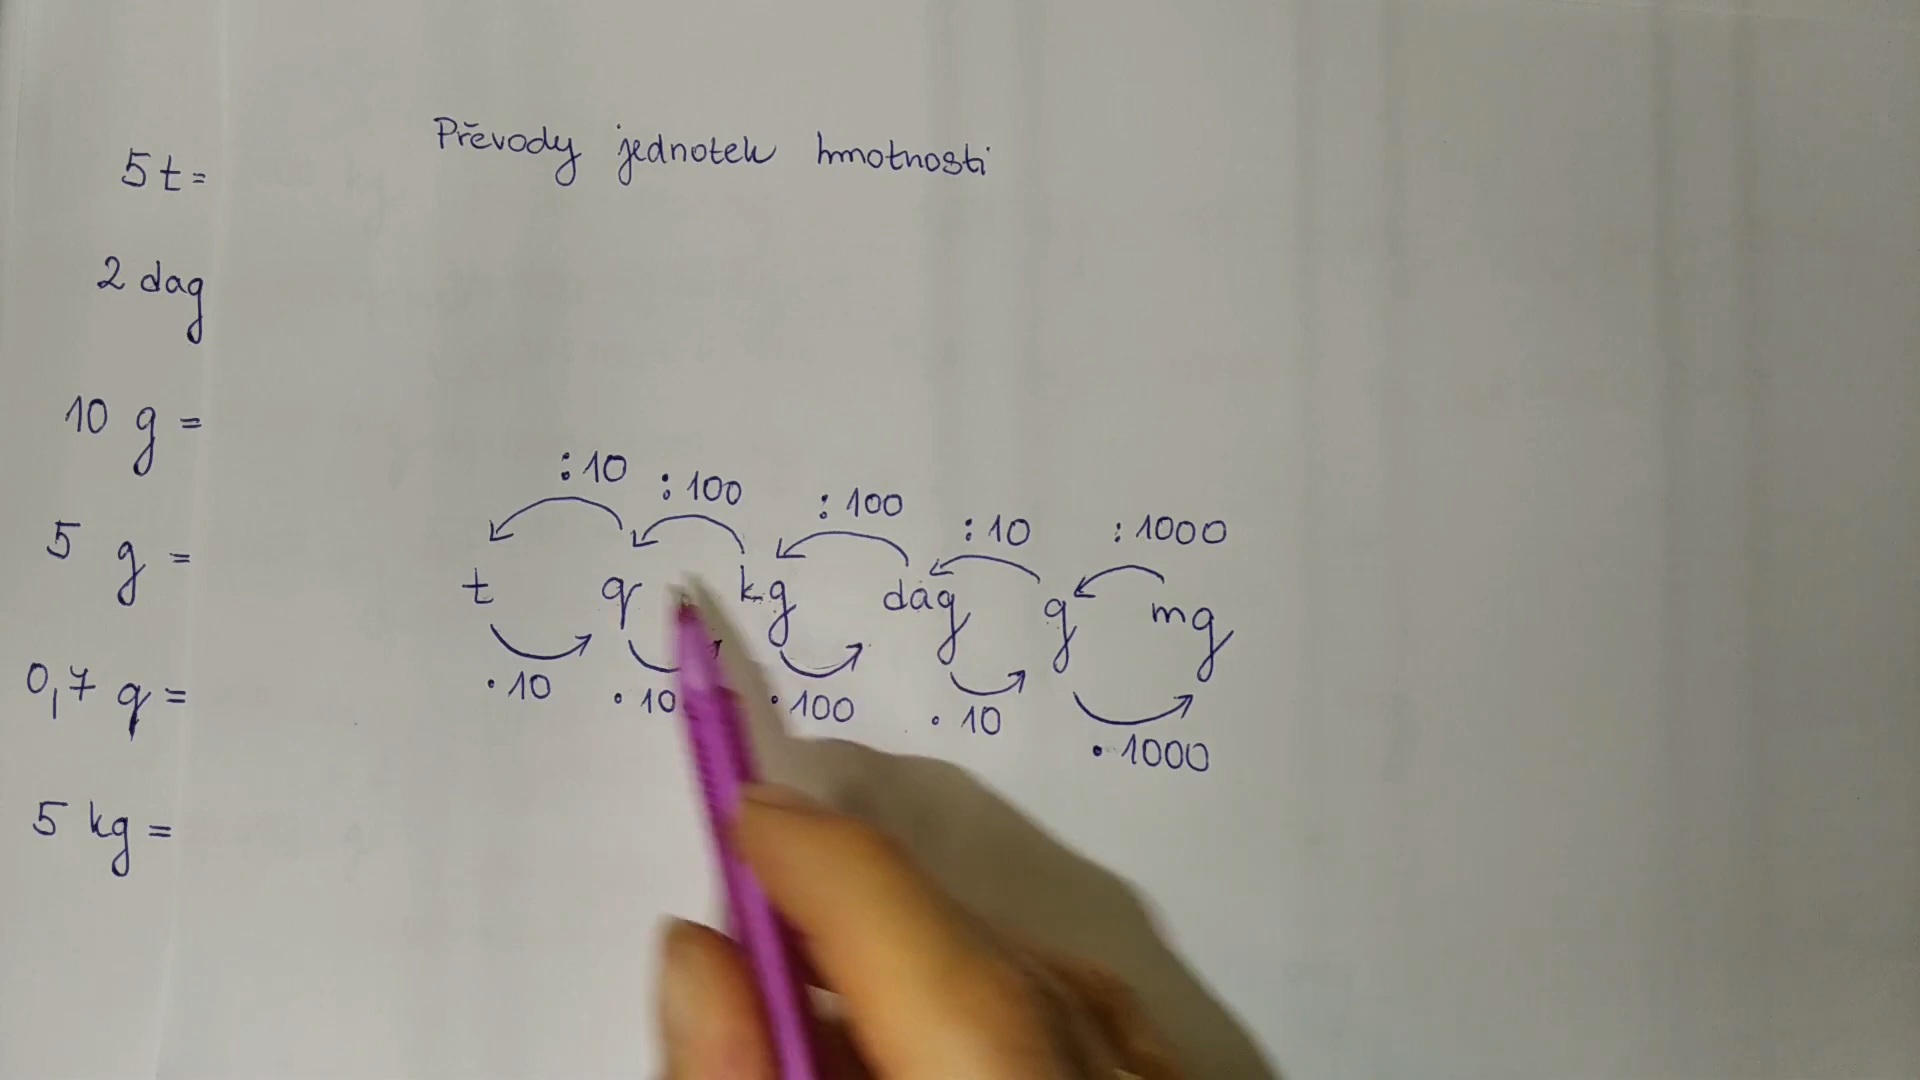 Převody jednotek hmotnosti
5 t =
2 dag
10 g =
5 g =
0,7 q =
5 kg =
:10 :100 :100 :10 :1000
t q kg dag g mg
·10 ·10 ·100 ·10 ·1000